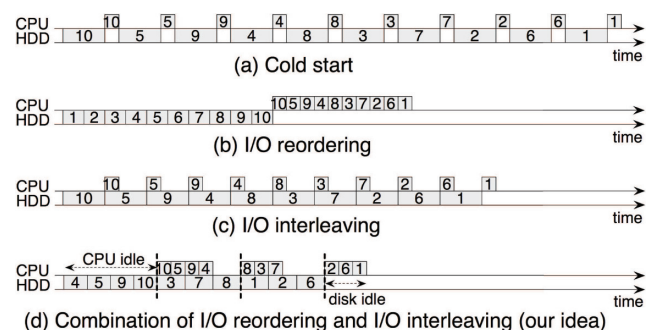 CPU 10 5 9 4 8 3 7 2 6 1
HDD 10 5 9 4 8 3 7 2 6 1
time
(a) Cold start
CPU 10 5 9 4 8 3 7 2 6 1
HDD 1 2 3 4 5 6 7 8 9 10
time
(b) I/O reordering
CPU 10 5 9 4 8 3 7 2 6 1
HDD 10 5 9 4 8 3 7 2 6 1
time
(c) I/O interleaving
CPU idle
CPU 10 5 9 4 8 3 7 2 6 1
HDD 4 5 9 10 3 7 8 1 2 6
disk idle
time
(d) Combination of I/O reordering and I/O interleaving (our idea)